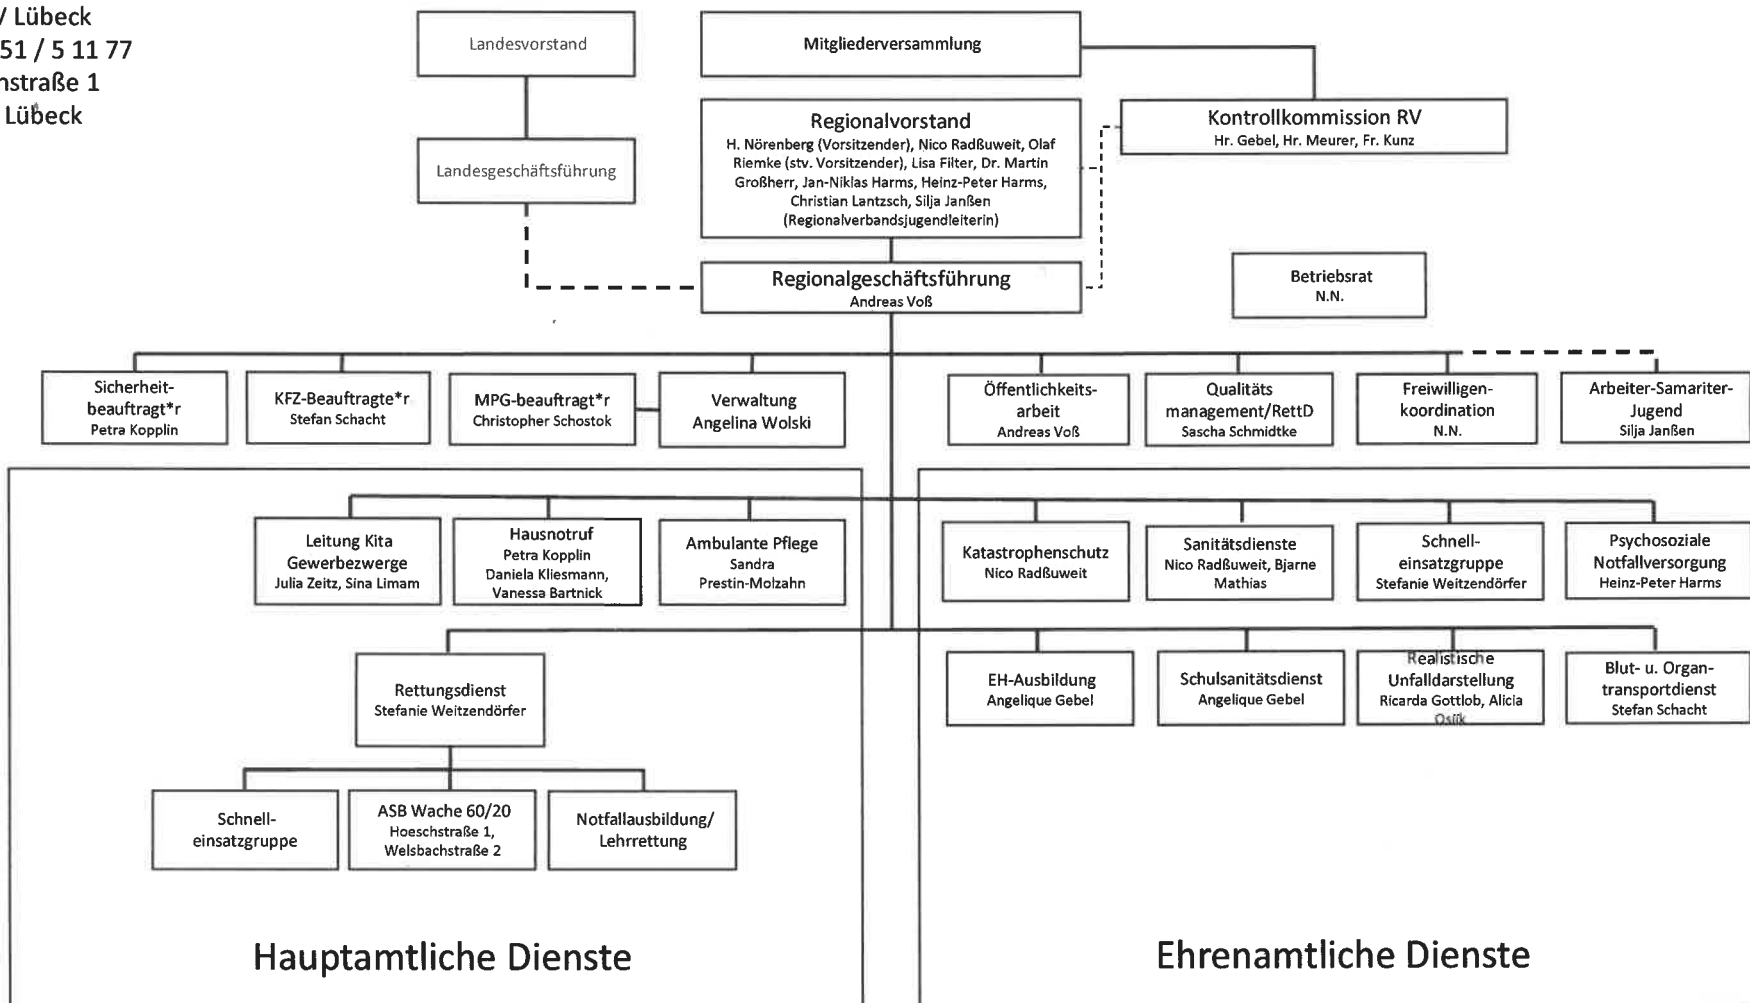 / Lübeck
51 / 5 11 77
nstraße 1
Lübeck
Landesvorstand
Mitgliederversammlung
Landesgeschäftsführung
Regionalvorstand
H. Nörenberg (Vorsitzender), Nico Radßuweit, Olaf
Riemke (stv. Vorsitzender), Lisa Filter, Dr. Martin
Großherr, Jan-Niklas Harms, Heinz-Peter Harms,
Christian Lantzsch, Silja Janßen
(Regionalverbandsjugendleiterin)
Kontrollkommission RV
Hr. Gebel, Hr. Meurer, Fr. Kunz
Regionalgeschäftsführung
Andreas Voß
Betriebsrat
N.N.
Sicherheit-
beauftragt*r
Petra Kopplin
KFZ-Beauftragte*r
Stefan Schacht
MPG-beauftragt*r
Christopher Schostok
Verwaltung
Angelina Wolski
Öffentlichkeits-
arbeit
Andreas Voß
Qualitäts
management/RettD
Sascha Schmidtke
Freiwilligen-
koordination
N.N.
Arbeiter-Samariter-
Jugend
Silja Janßen
Leitung Kita
Gewerbezwerge
Julia Zeitz, Sina Limam
Hausnotruf
Petra Kopplin
Daniela Kliesmann,
Vanessa Bartnick
Ambulante Pflege
Sandra
Prestin-Molzahn
Katastrophenschutz
Nico Radßuweit
Sanitätsdienste
Nico Radßuweit, Bjarne
Mathias
Schnell-
einsatzgruppe
Stefanie Weitzendörfer
Psychosoziale
Notfallversorgung
Heinz-Peter Harms
Rettungsdienst
Stefanie Weitzendörfer
EH-Ausbildung
Angelique Gebel
Schulsanitätsdienst
Angelique Gebel
Realistische
Unfalldarstellung
Ricarda Gottlob, Alicia
Blut- u. Organ-
transportdienst
Stefan Schacht
Schnell-
einsatzgruppe
ASB Wache 60/20
Hoeschstraße 1,
Welsbachstraße 2
Notfallausbildung/
Lehrrettung
Hauptamtliche Dienste
Ehrenamtliche Dienste